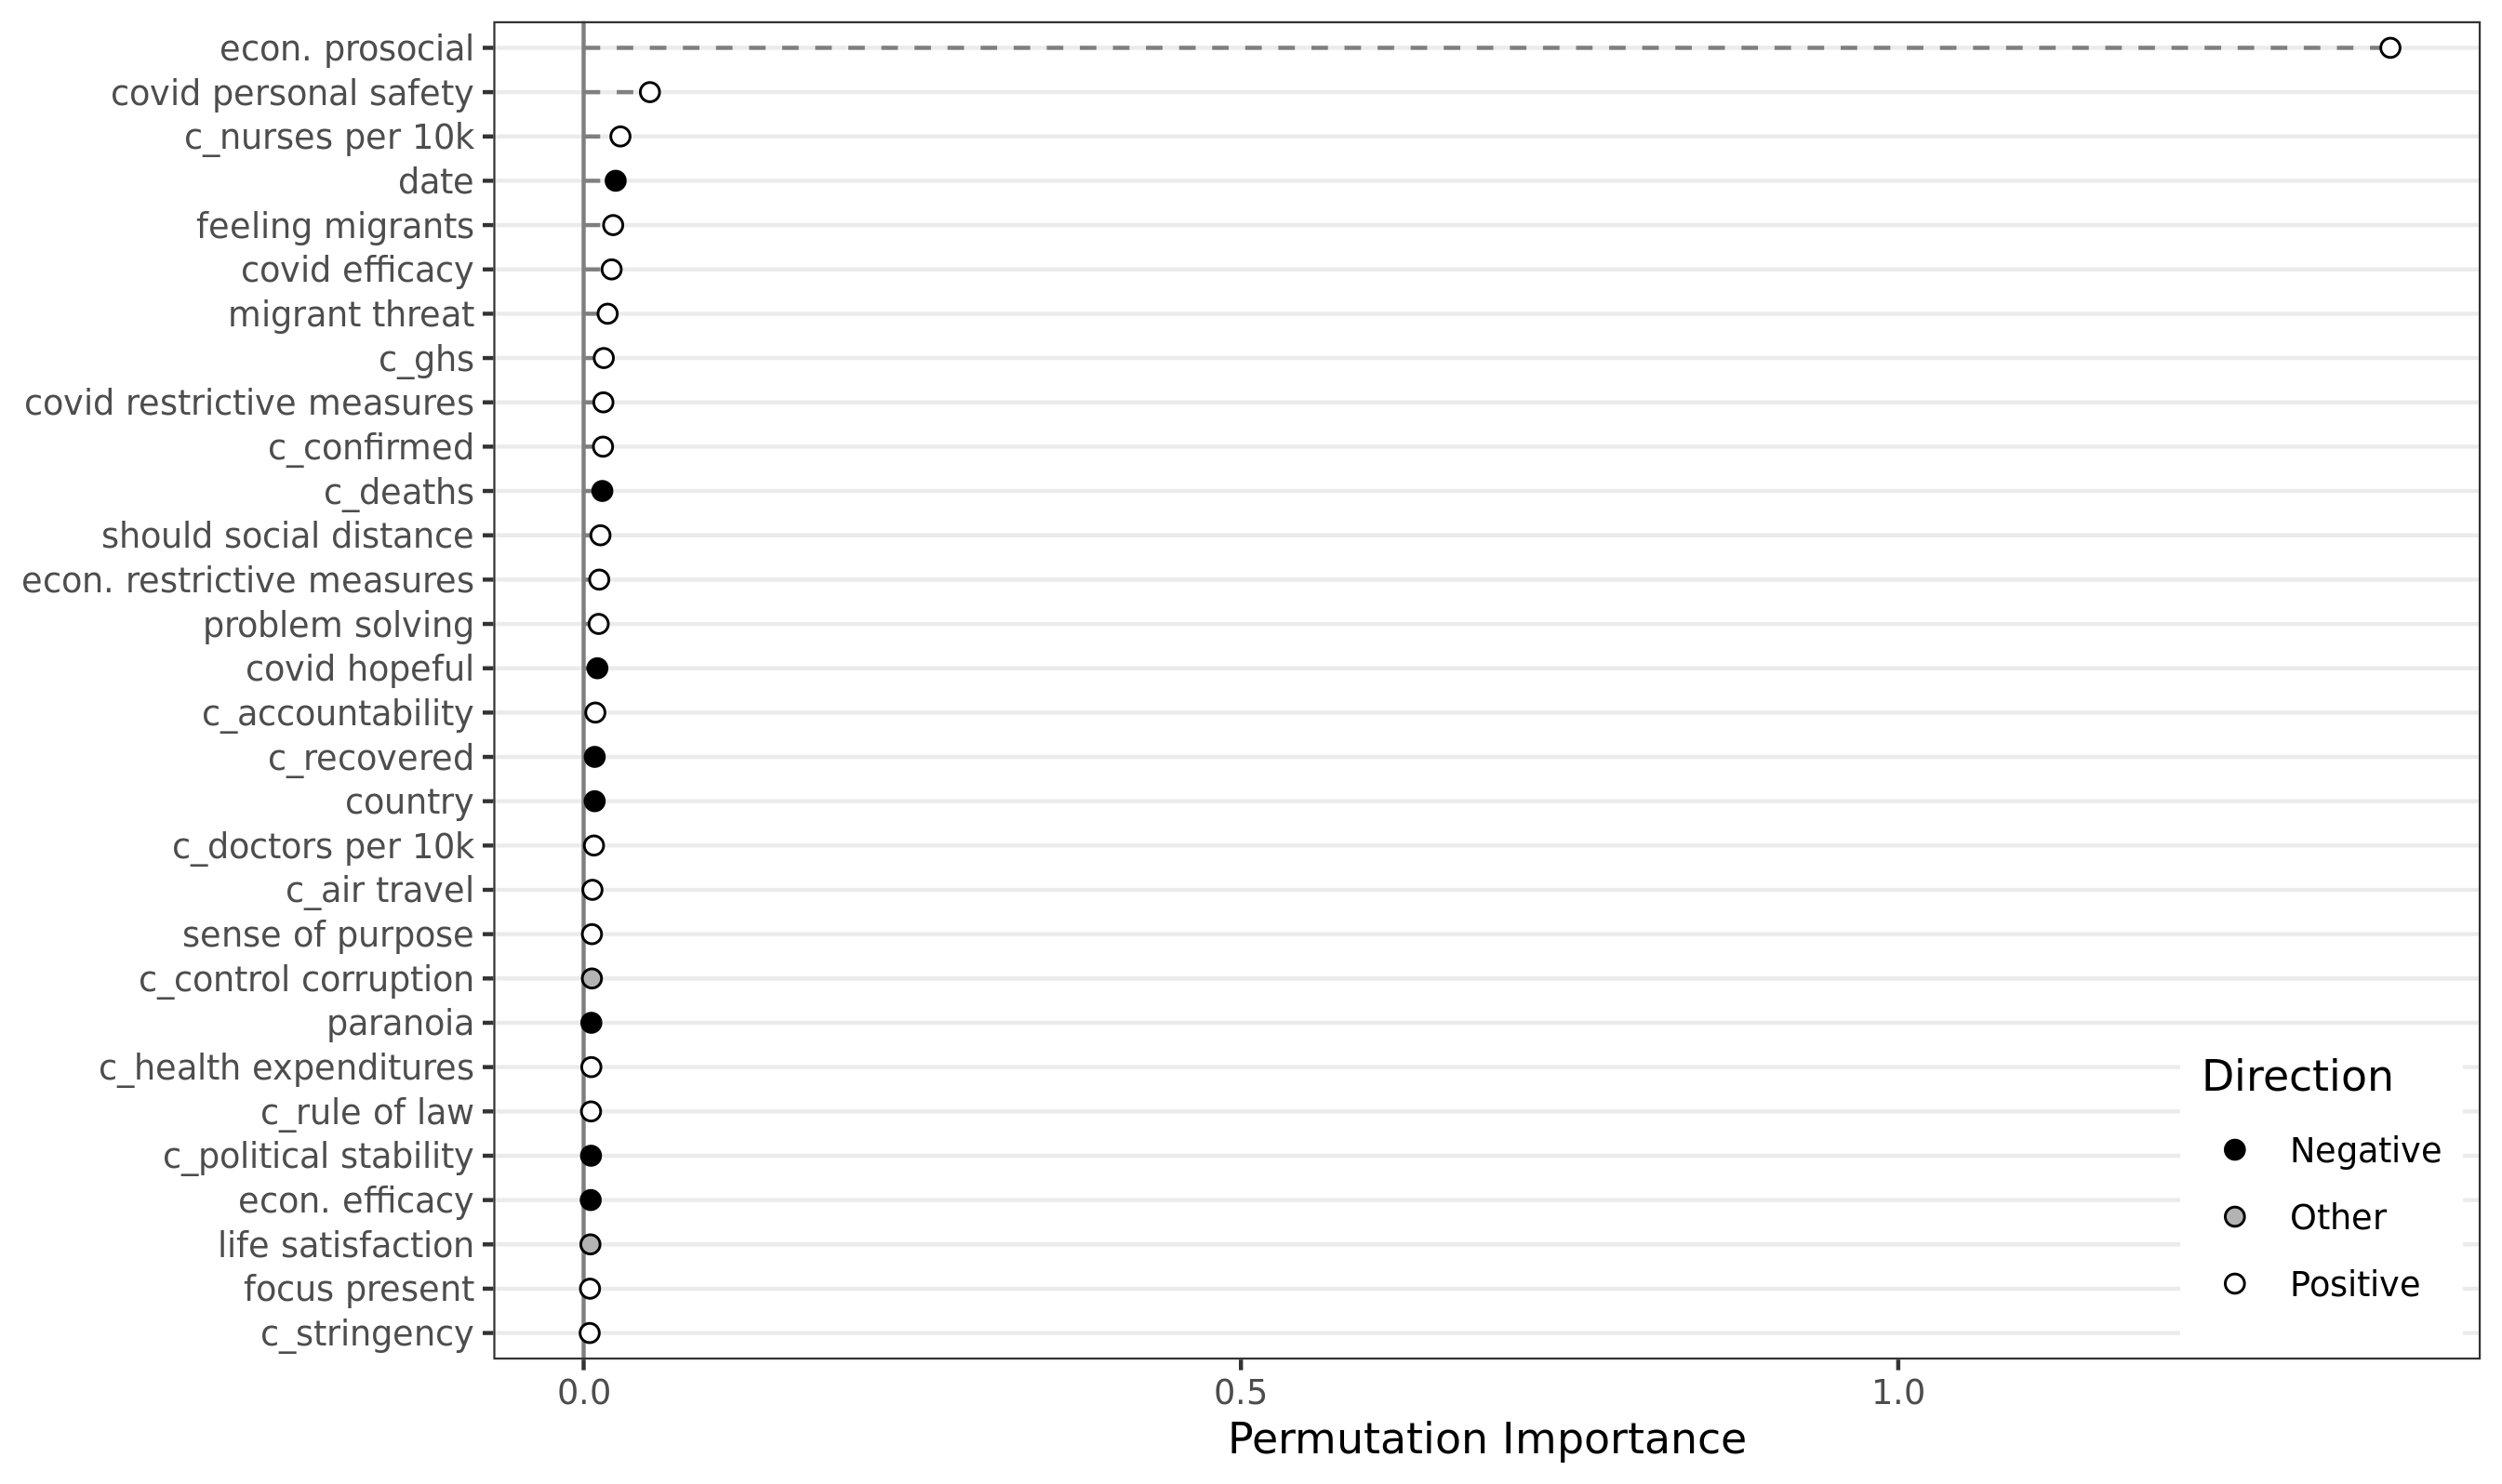 econ. prosocial
covid personal safety
c_nurses per 10k
date
feeling migrants
covid efficacy
migrant threat
c_ghs
covid restrictive measures
c_confirmed
c_deaths
should social distance
econ. restrictive measures
problem solving
covid hopeful
c_accountability
c_recovered
country
c_doctors per 10k
c_air travel
sense of purpose
c_control corruption
paranoia
c_health expenditures
c_rule of law
c_political stability
econ. efficacy
life satisfaction
focus present
c_stringency
Direction
Negative
Other
Positive
0.0 0.5 1.0
Permutation Importance